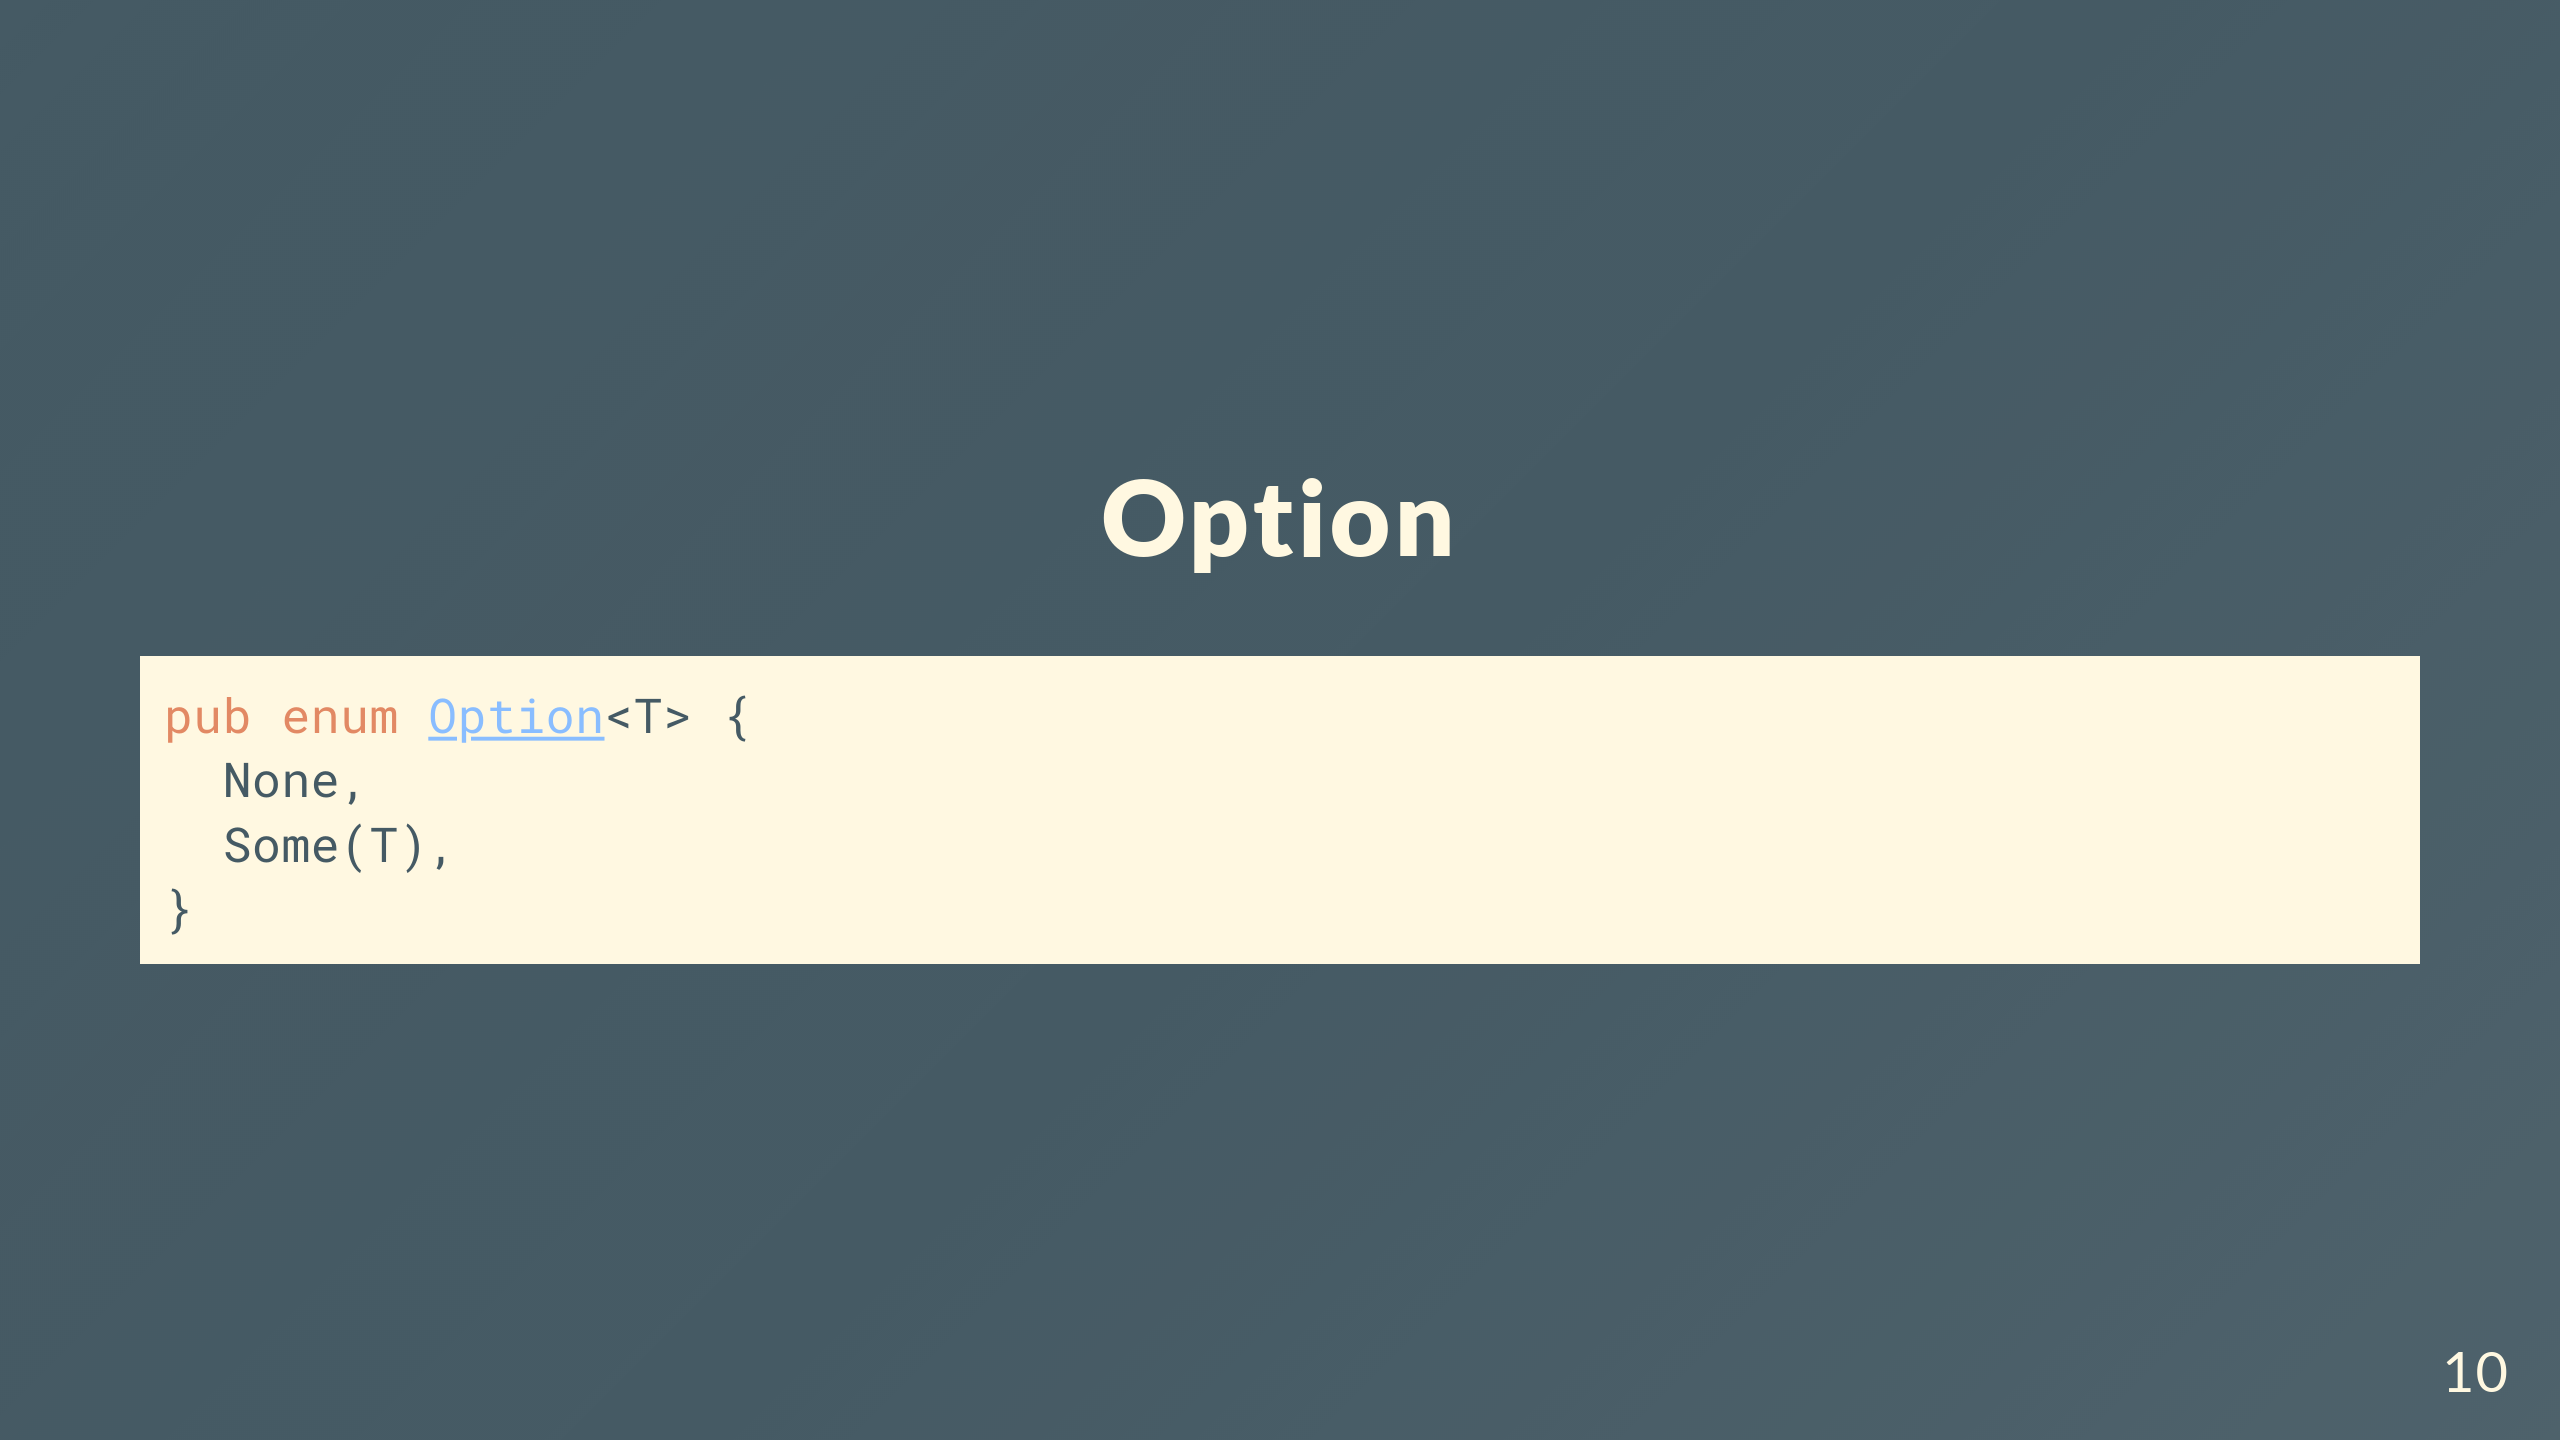 Option
pub enum Option<T> {
  None,
  Some(T),
}
10